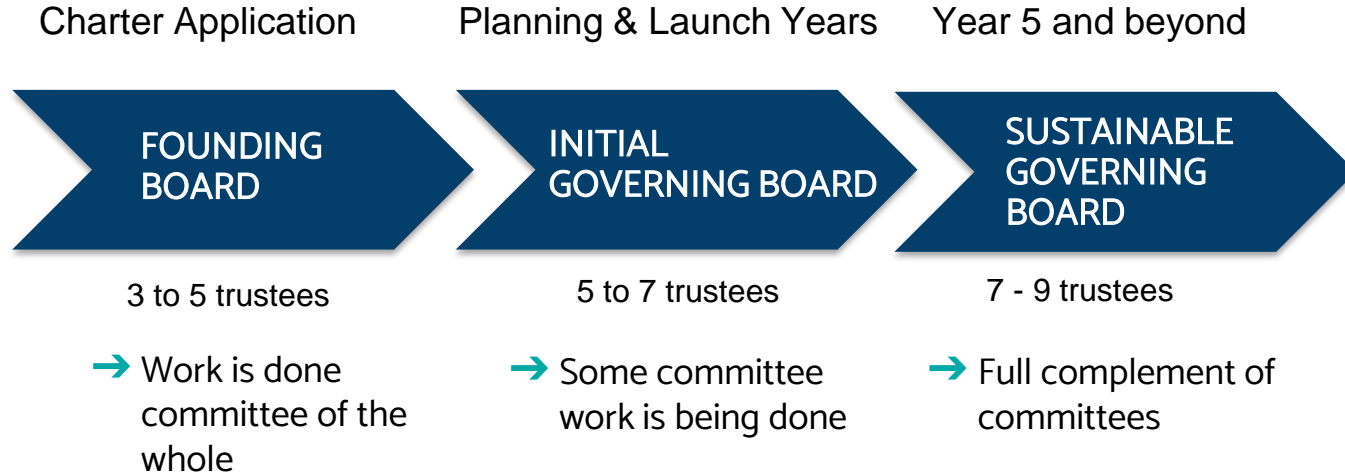 Charter Application
Planning & Launch Years
Year 5 and beyond
FOUNDING
BOARD
INITIAL
GOVERNING BOARD
SUSTAINABLE
GOVERNING
BOARD
3 to 5 trustees
5 to 7 trustees
7 - 9 trustees
➔ Work is done
committee of the
whole
➔ Some committee
work is being done
➔ Full complement of
committees